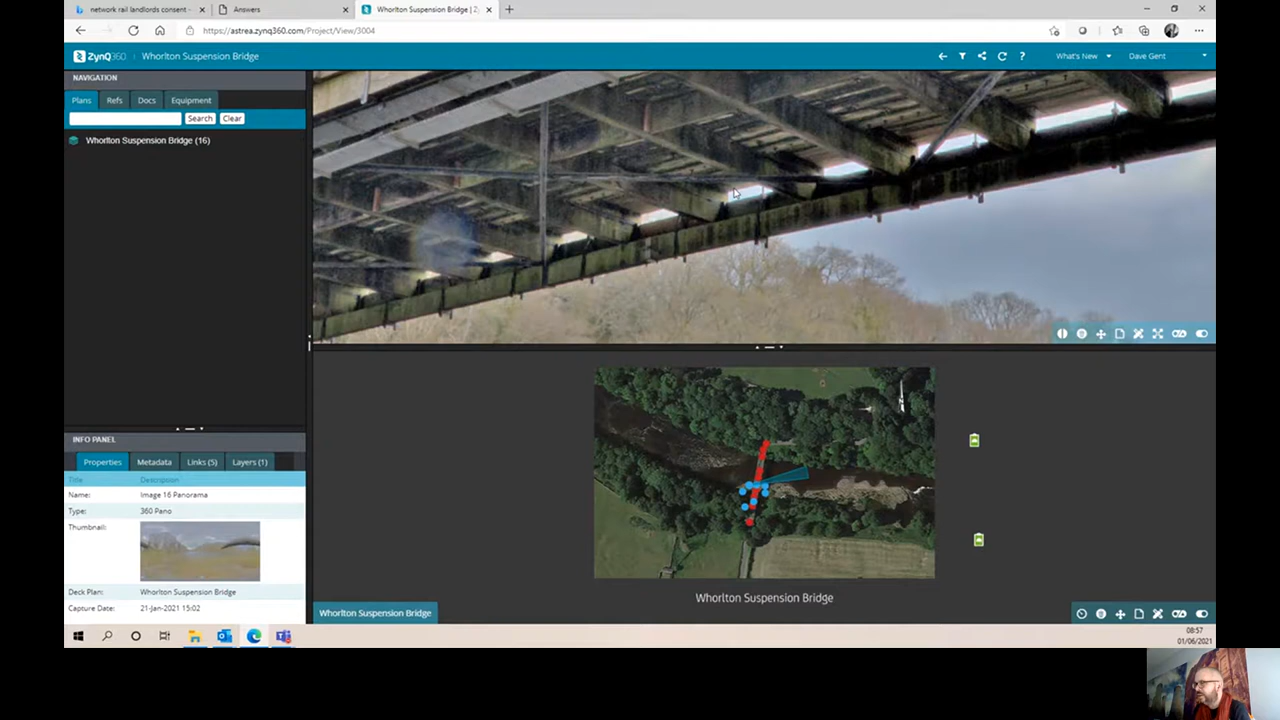 network rail landlords consent -
Answers
Whorlton Suspension Bridge | Z
https://astrea.zynq360.com/Project/View/3004
ZynQ360
Whorlton Suspension Bridge
What's New
Dave Gent
NAVIGATION
Plans
Refs
Docs
Equipment
Search
Clear
Whorlton Suspension Bridge (16)
INFO PANEL
Properties
Metadata
Links (5)
Layers (1)
Title
Description
Name:
Image 16 Panorama
Type:
360 Pano
Thumbnail:
Deck Plan:
Whorlton Suspension Bridge
Capture Date:
21-Jan-2021 15:02
Whorlton Suspension Bridge
Whorlton Suspension Bridge
08:57
01/06/2021